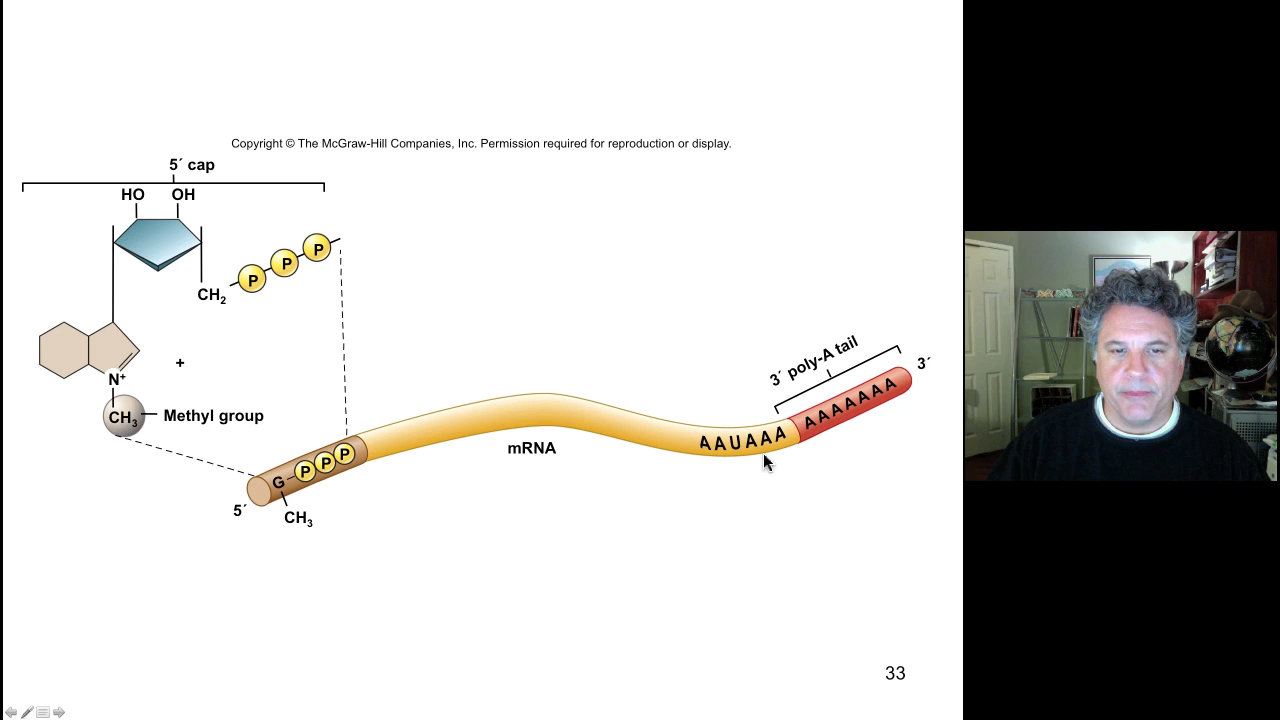 Copyright © The McGraw-Hill Companies, Inc. Permission required for reproduction or display.
5´ cap
HO OH
P P P
CH2
N+
+
CH3
Methyl group
3´ poly-A tail
3´
AAUAAA AAAAAAA
mRNA
G P P P
5´
CH3
33